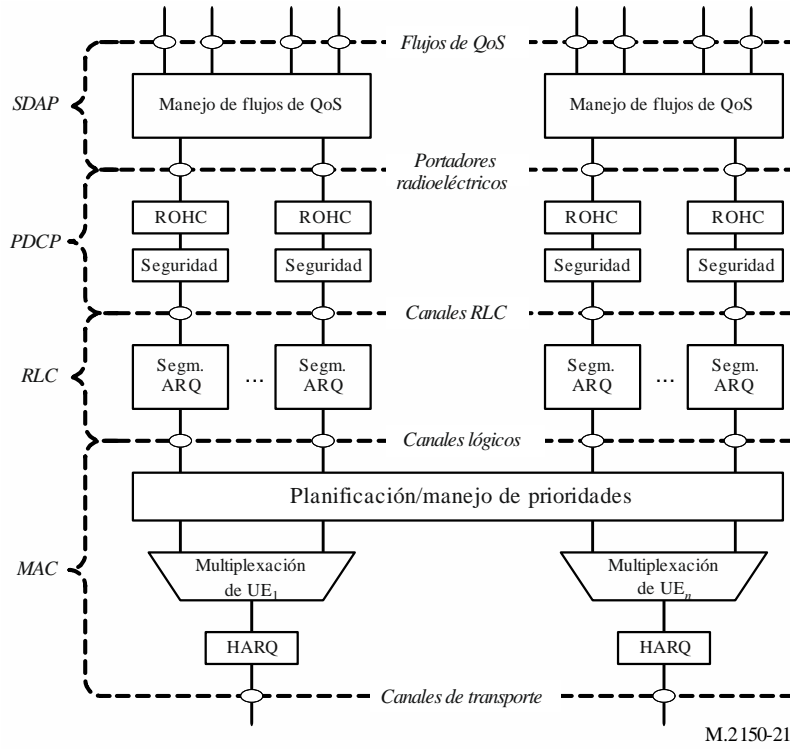 Flujos de QoS
SDAP
Manejo de flujos de QoS
Manejo de flujos de QoS
Portadores
radioeléctricos
PDCP
ROHC
ROHC
ROHC
ROHC
Seguridad
Seguridad
Seguridad
Seguridad
Canales RLC
RLC
Segm.
ARQ
...
Segm.
ARQ
Segm.
ARQ
...
Segm.
ARQ
Canales lógicos
Planificación/manejo de prioridades
MAC
Multiplexación
de UE1
Multiplexación
de UEn
HARQ
HARQ
Canales de transporte
M.2150-21